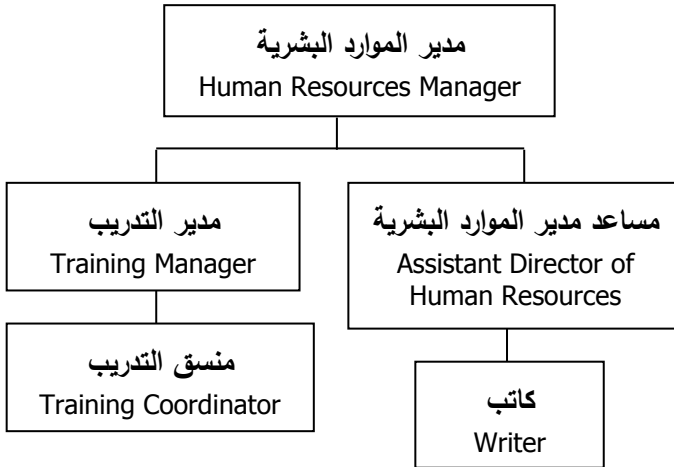 مدير الموارد البشرية
Human Resources Manager
مدير التدريب
Training Manager
مساعد مدير الموارد البشرية
Assistant Director of
Human Resources
منسق التدريب
Training Coordinator
كاتب
Writer